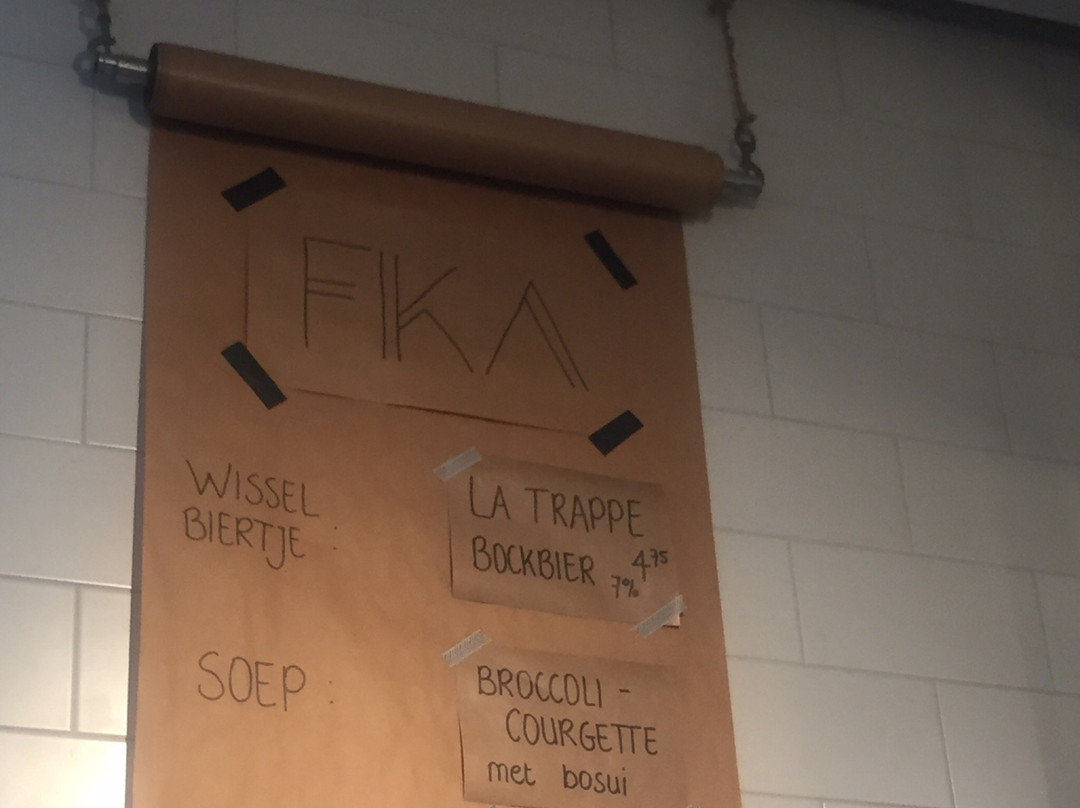 FIKA
WISSEL
BIERTJE :
LA TRAPPE
BOCKBIER 4,75
7%
SOEP :
BROCCOLI -
COURGETTE
met bosui